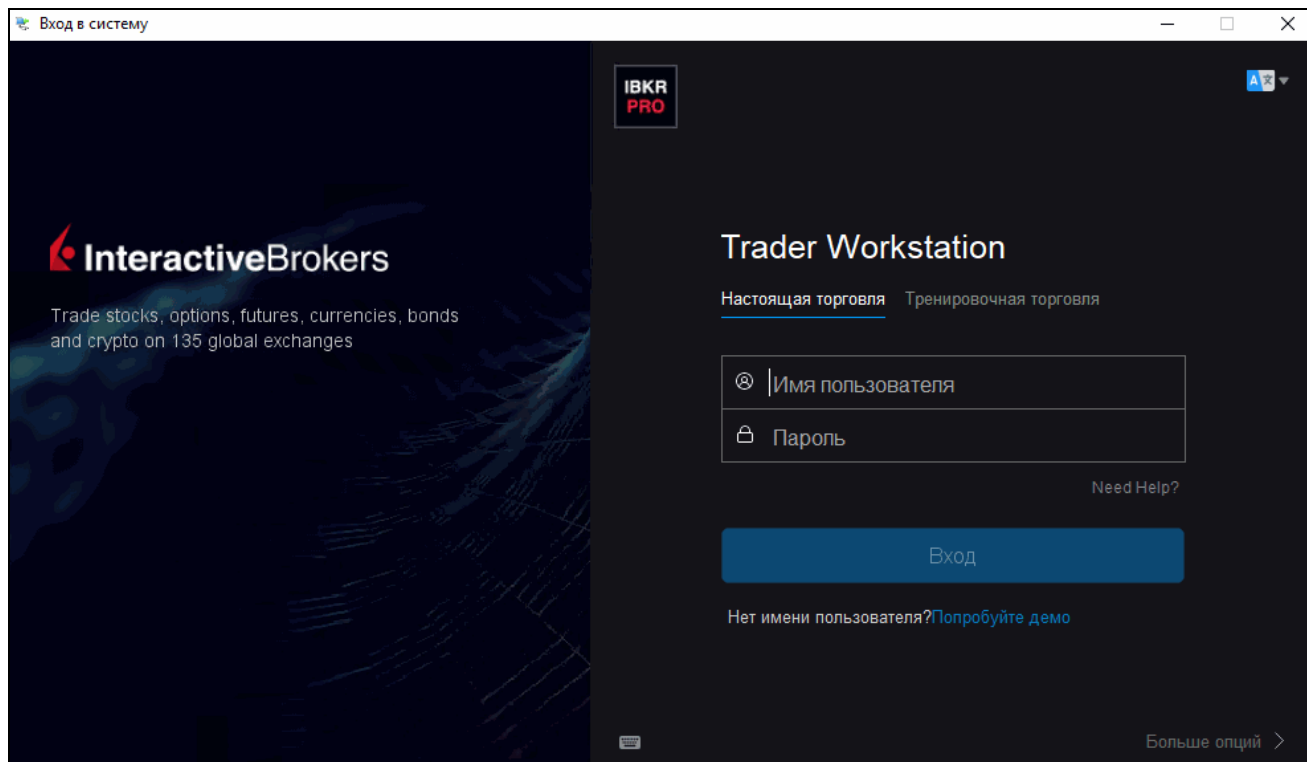 Вход в систему
IBKR
PRO
InteractiveBrokers
Trade stocks, options, futures, currencies, bonds
and crypto on 135 global exchanges
Trader Workstation
Настоящая торговля Тренировочная торговля
Имя пользователя
Пароль
Need Help?
Вход
Нет имени пользователя?Попробуйте демо
Больше опций